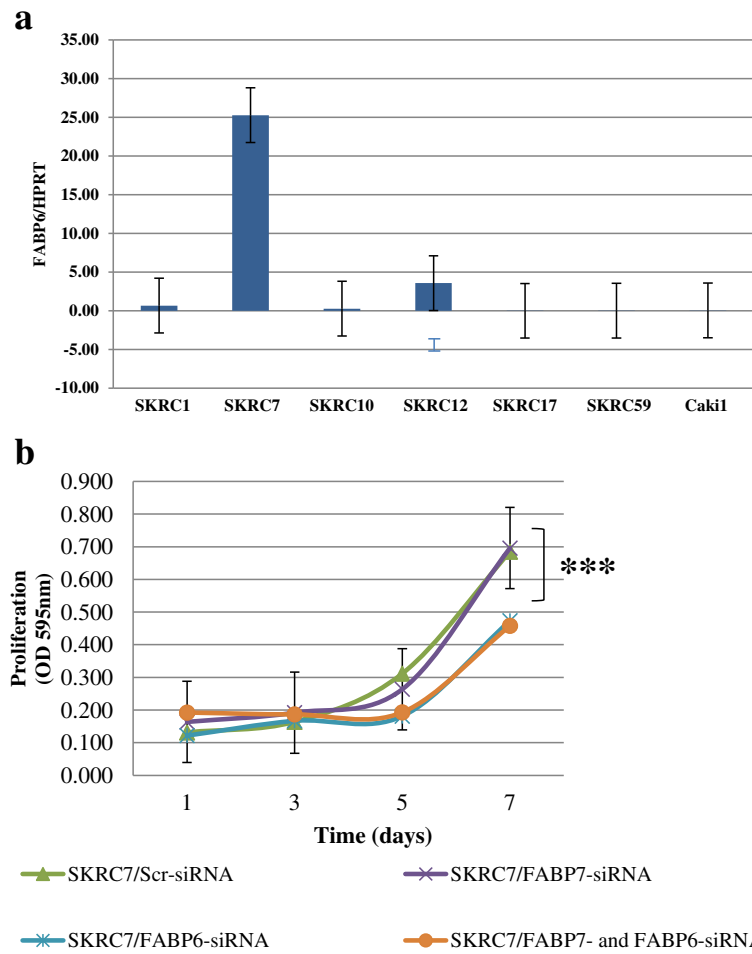 a
35.00
30.00
25.00
20.00
15.00
10.00
5.00
0.00
-5.00
-10.00
FABP6/HPRT
SKRC1 SKRC7 SKRC10 SKRC12 SKRC17 SKRC59 Caki1
b
0.900
0.800
0.700
0.600
0.500
0.400
0.300
0.200
0.100
0.000
Proliferation
(OD 595nm)
***
1 3 5 7
Time (days)
SKRC7/Scr-siRNA SKRC7/FABP7-siRNA
SKRC7/FABP6-siRNA SKRC7/FABP7- and FABP6-siRNA